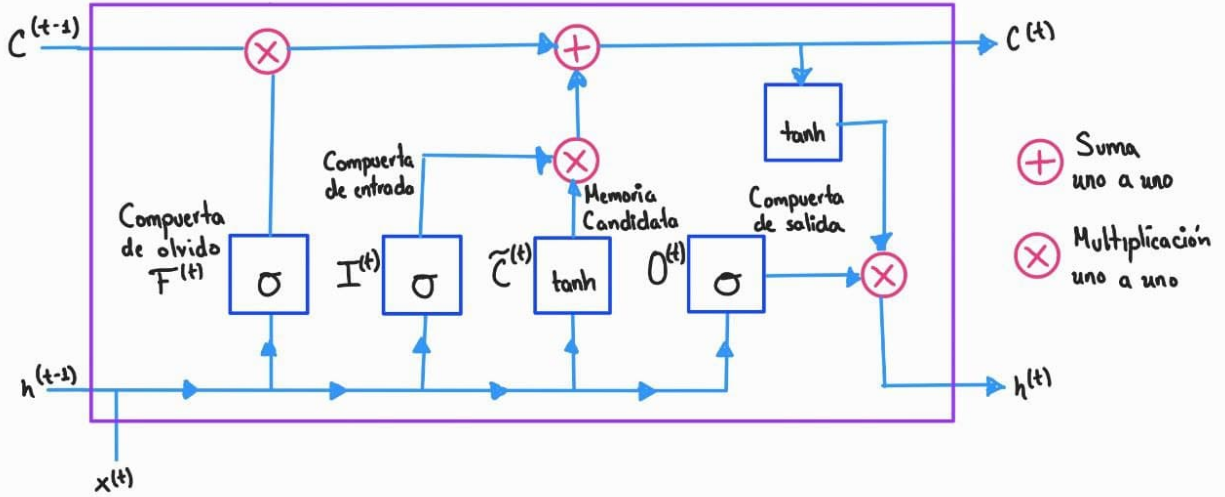 C^(t-1)
C^(t)
tanh
Suma
uno a uno
Compuerta
de entrada
Memoria
Candidata
Compuerta
de salida
Compuerta
de olvido
F^(t)
σ
I^(t)
σ
C̃^(t)
tanh
O^(t)
σ
Multiplicación
uno a uno
h^(t-1)
h^(t)
x^(t)